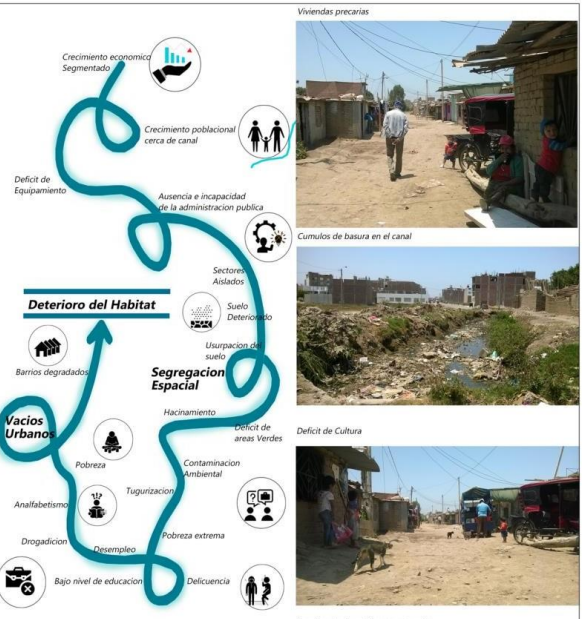 Crecimiento economico
Segmentado
Crecimiento poblacional
cerca de canal
Deficit de
Equipamiento
Ausencia e incapacidad
de la administracion publica
Sectores
Aislados
Deterioro del Habitat
Suelo
Deteriorado
Usurpacion del
suelo
Barrios degradados
Segregacion
Espacial
Hacinamiento
Deficit de
areas Verdes
Vacios
Urbanos
Pobreza
Contaminacion
Ambiental
Tugurizacion
Analfabetismo
Pobreza extrema
Drogadicion
Desempleo
Bajo nivel de educacion
Delicuencia
Viviendas precarias
Cumulos de basura en el canal
Deficit de Cultura